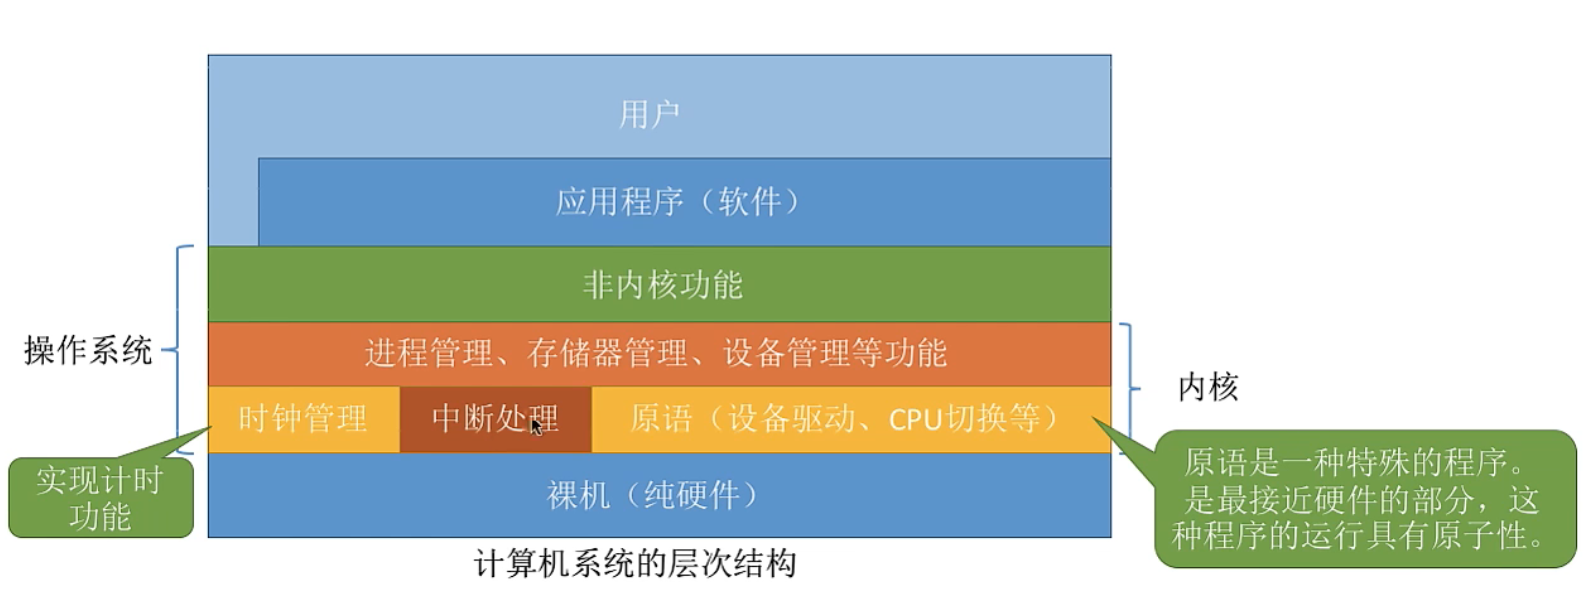 用户
应用程序（软件）
非内核功能
操作系统
进程管理、存储器管理、设备管理等功能
内核
时钟管理
中断处理
原语（设备驱动、CPU切换等）
实现计时
功能
原语是一种特殊的程序。
是最接近硬件的部分，这
种程序的运行具有原子性。
裸机（纯硬件）
计算机系统的层次结构